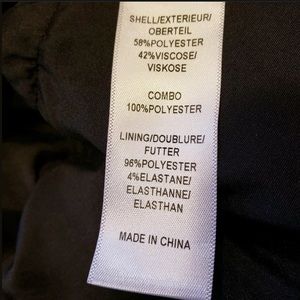 SHELL/EXTERIEUR/
OBERTEIL
58%POLYESTER
42%VISCOSE/
VISKOSE
COMBO
100%POLYESTER
LINING/DOUBLURE/
FUTTER
96%POLYESTER
4%ELASTANE/
ELASTHANNE/
ELASTHAN
MADE IN CHINA